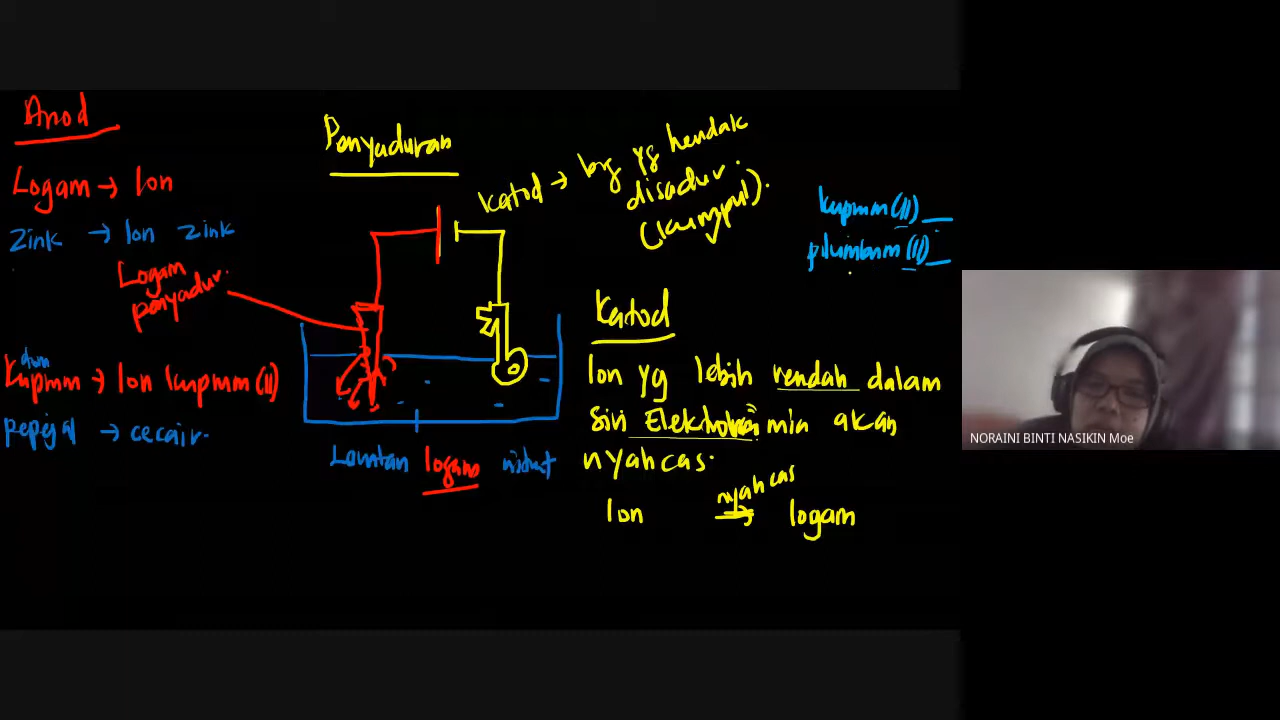 Anod
Logam → Ion
Zink → Ion Zink
Logam
penyadur.
Kuprum → Ion kuprum (II)
pepejal → cecair.
Penyaduran
Katod → brg yg hendak
disadur.
Larutan logam nitrat
kuprum (II)
plumbum (II)
Katod
Ion yg lebih rendah dalam
siri Elektrokimia akan
nyahcas.
nyahcas
Ion → logam
NORAINI BINTI NASIKIN Moe